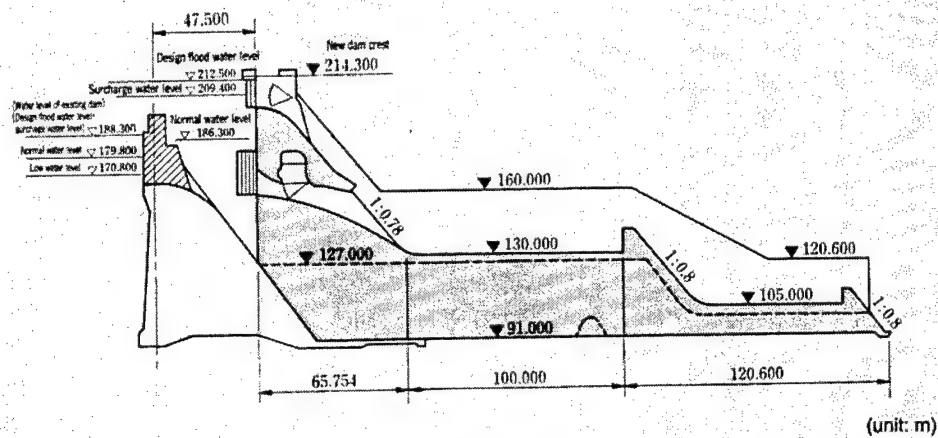 47.500
New dam crest
▽ 214.300
Design flood water level
▽ 212.500
Surcharge water level ▽ 209.400
(Water level of existing dam)
(Design flood water level=
surcharge water level) ▽ 188.300
Normal water level
▽ 186.300
Normal water level ▽ 179.800
Low water level ▽ 170.800
▼ 160.000
1:0.78
▼ 127.000
▼ 130.000
1:0.8
▼ 120.600
▼ 105.000
1:0.8
▼ 91.000
65.754
100.000
120.600
(unit: m)